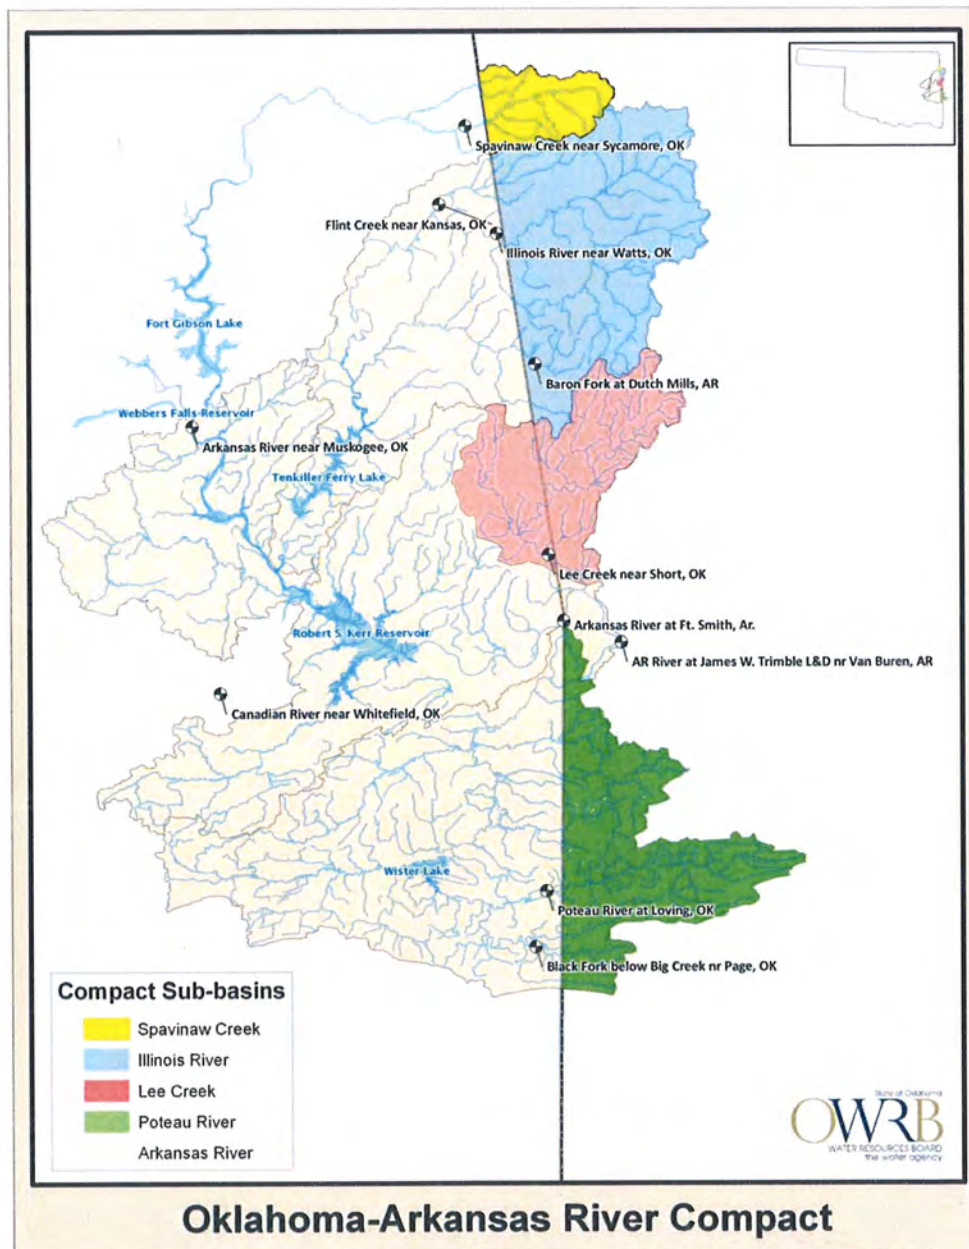 Spavinaw Creek near Sycamore, OK
Flint Creek near Kansas, OK
Illinois River near Watts, OK
Fort Gibson Lake
Baron Fork at Dutch Mills, AR
Webbers Falls Reservoir
Arkansas River near Muskogee, OK
Tenkiller Ferry Lake
Lee Creek near Short, OK
Arkansas River at Ft. Smith, Ar.
Robert S. Kerr Reservoir
AR River at James W. Trimble L&D nr Van Buren, AR
Canadian River near Whitefield, OK
Wister Lake
Poteau River at Loving, OK
Black Fork below Big Creek nr Page, OK
Compact Sub-basins
Spavinaw Creek
Illinois River
Lee Creek
Poteau River
Arkansas River
State of Oklahoma
OWRB
WATER RESOURCES BOARD
the water agency
Oklahoma-Arkansas River Compact